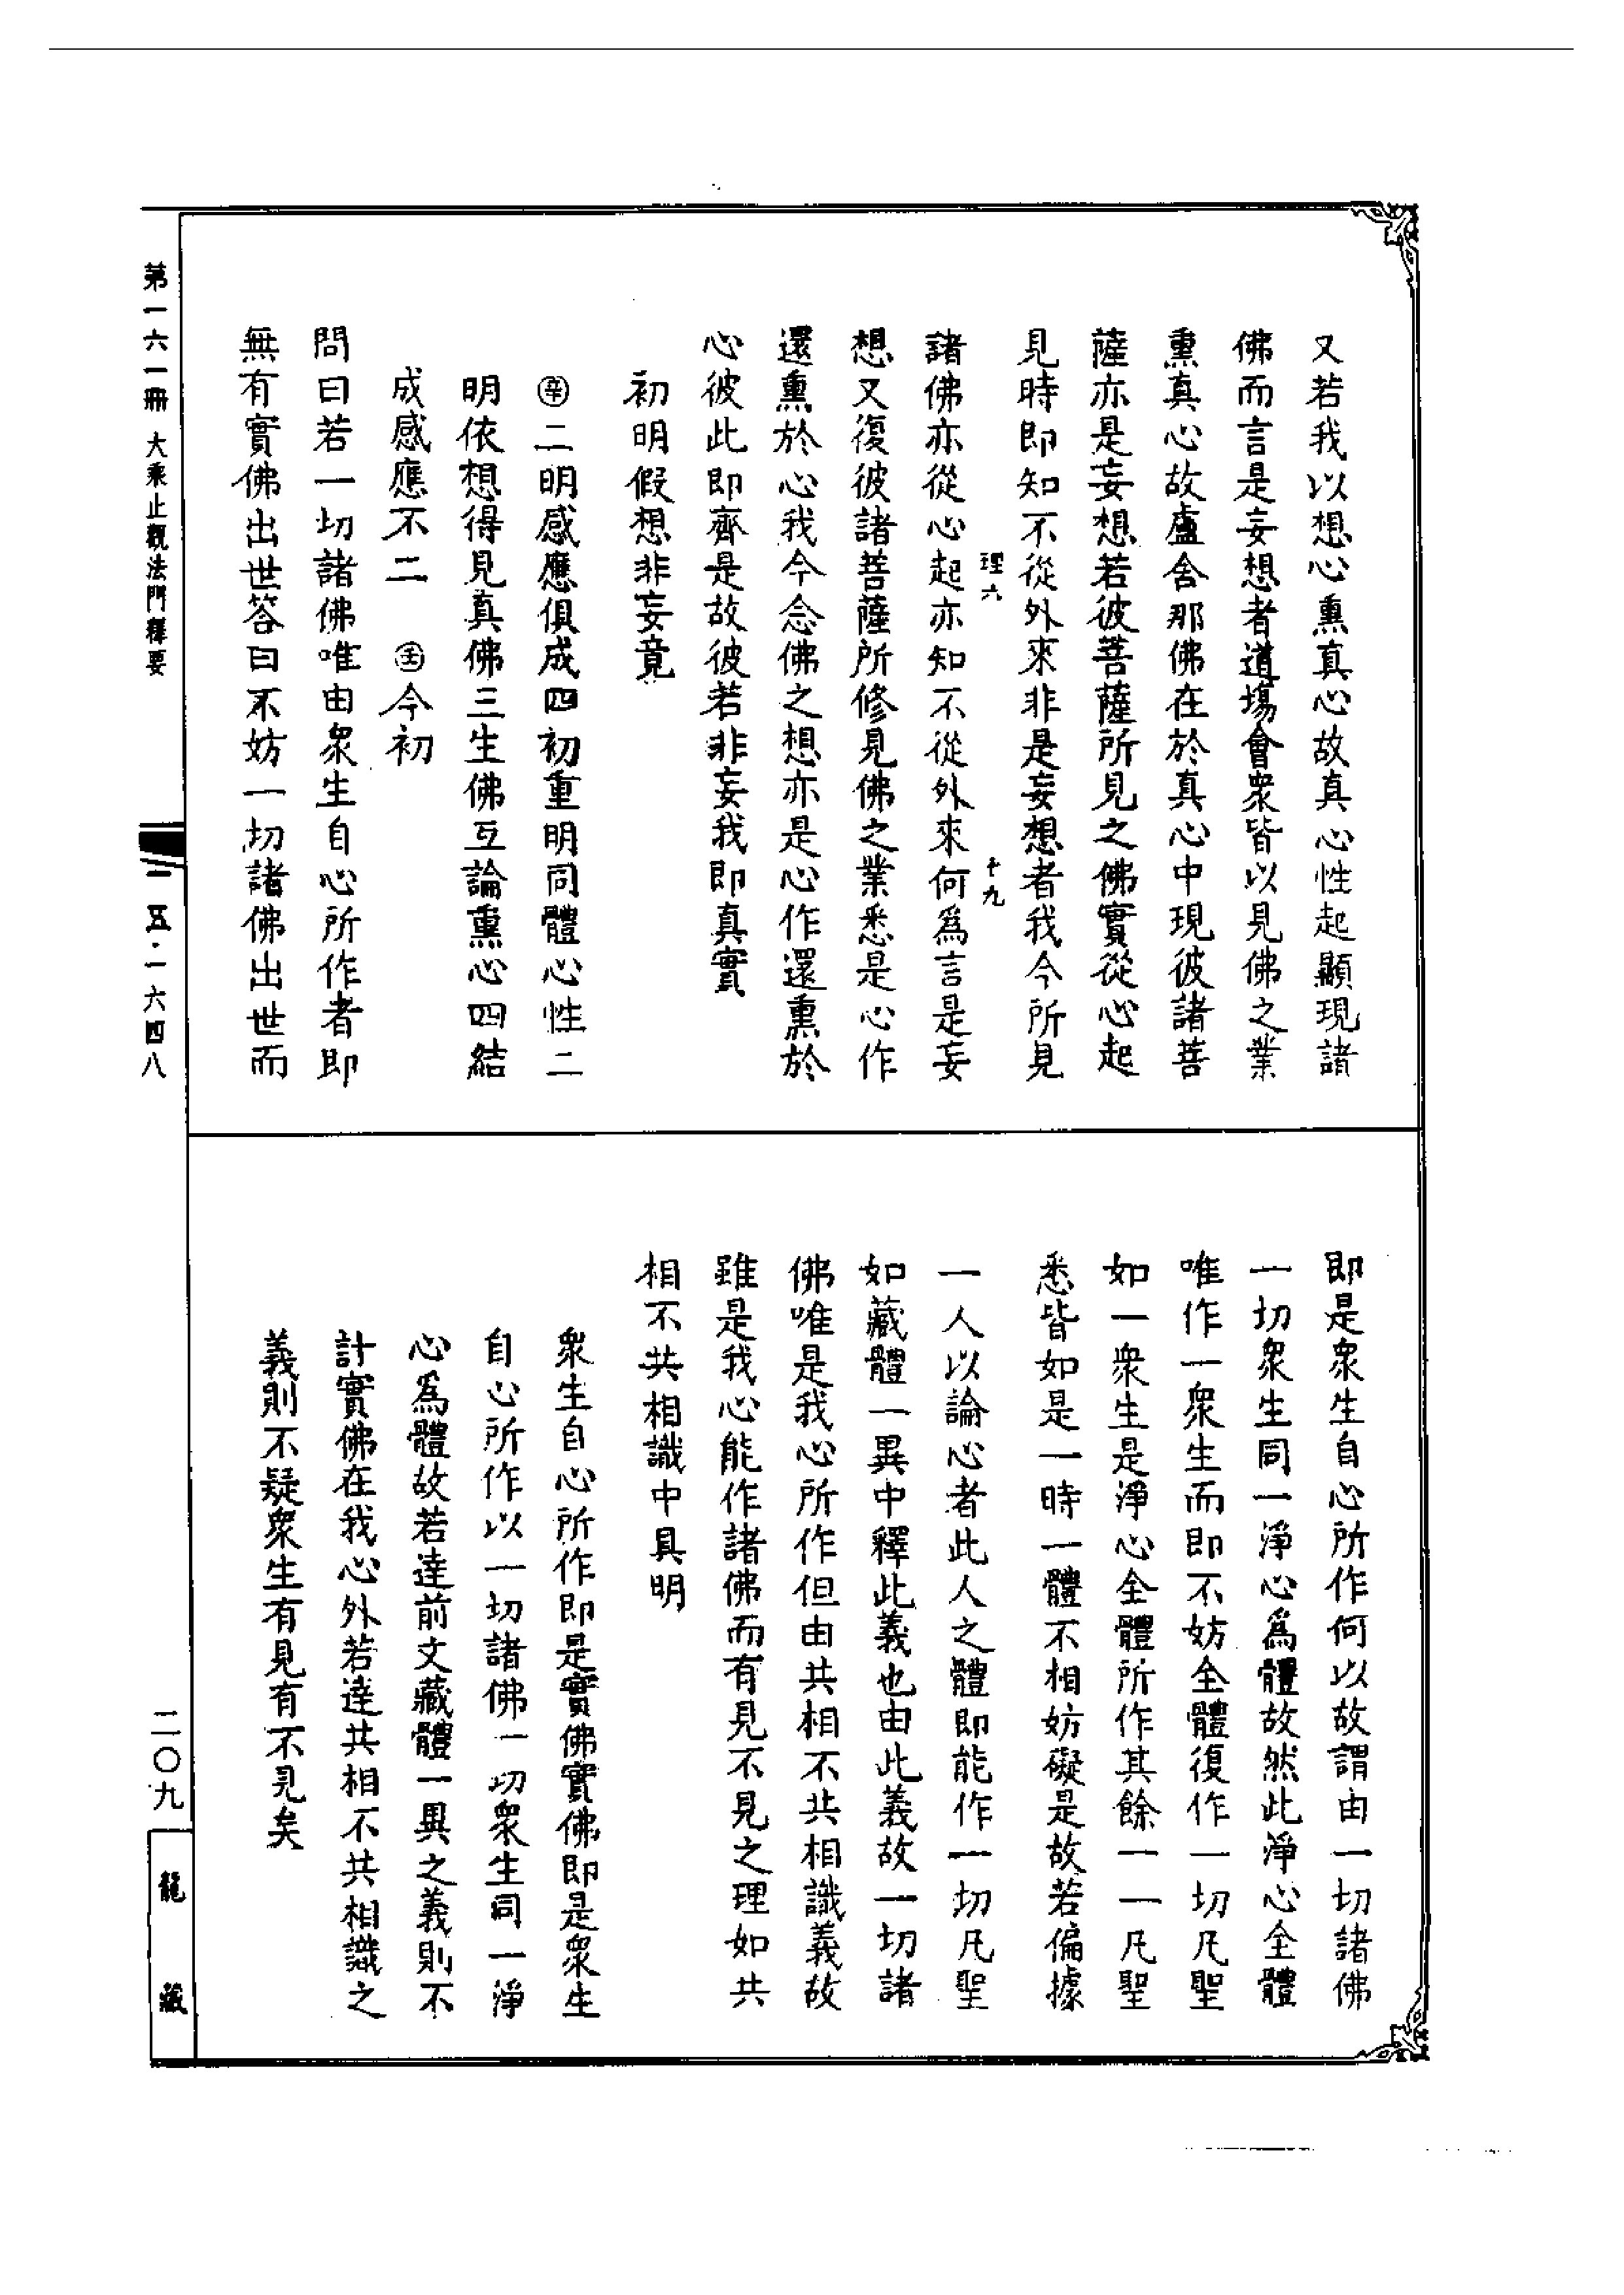 又若我以想心熏真心故真心性起顯現諸
佛而言是妄想者道場會衆皆以見佛之業
熏真心故盧舍那佛在於真心中現彼諸菩
薩亦是妄想若彼菩薩所見之佛實從心起
見時即知不從外來非是妄想者我今所見
理六
十九
諸佛亦從心起亦知不從外來何爲言是妄
想又復彼諸菩薩所修見佛之業悉是心作
還熏於心我今念佛之想亦是心作還熏於
心彼此即齊是故彼若非妄我即真實
初明假想非妄竟
㊛二明感應俱成四初重明同體心性二
明依想得見真佛三生佛互論熏心四結
成感應不二
今初
問曰若一切諸佛唯由衆生自心所作者即
無有實佛出世答曰不妨一切諸佛出世而
即是衆生自心所作何以故謂由一切諸佛
一切衆生同一淨心爲體故然此淨心全體
唯作一衆生而即不妨全體復作一切凡聖
如一衆生是淨心全體所作其餘一一凡聖
悉皆如是一時一體不相妨礙是故若偏據
一人以論心者此人之體即能作一切凡聖
如藏體一異中釋此義也由此義故一切諸
佛唯是我心所作但由共相不共相識義故
雖是我心能作諸佛而有見不見之理如共
相不共相識中具明
衆生自心所作即是實佛實佛即是衆生
自心所作以一切諸佛一切衆生同一淨
心爲體故若達前文藏體一異之義則不
計實佛在我心外若達共相不共相識之
義則不疑衆生有見有不見矣
第一六一冊 大乘止觀法門釋要
一五·一六四八
二〇九
龍藏